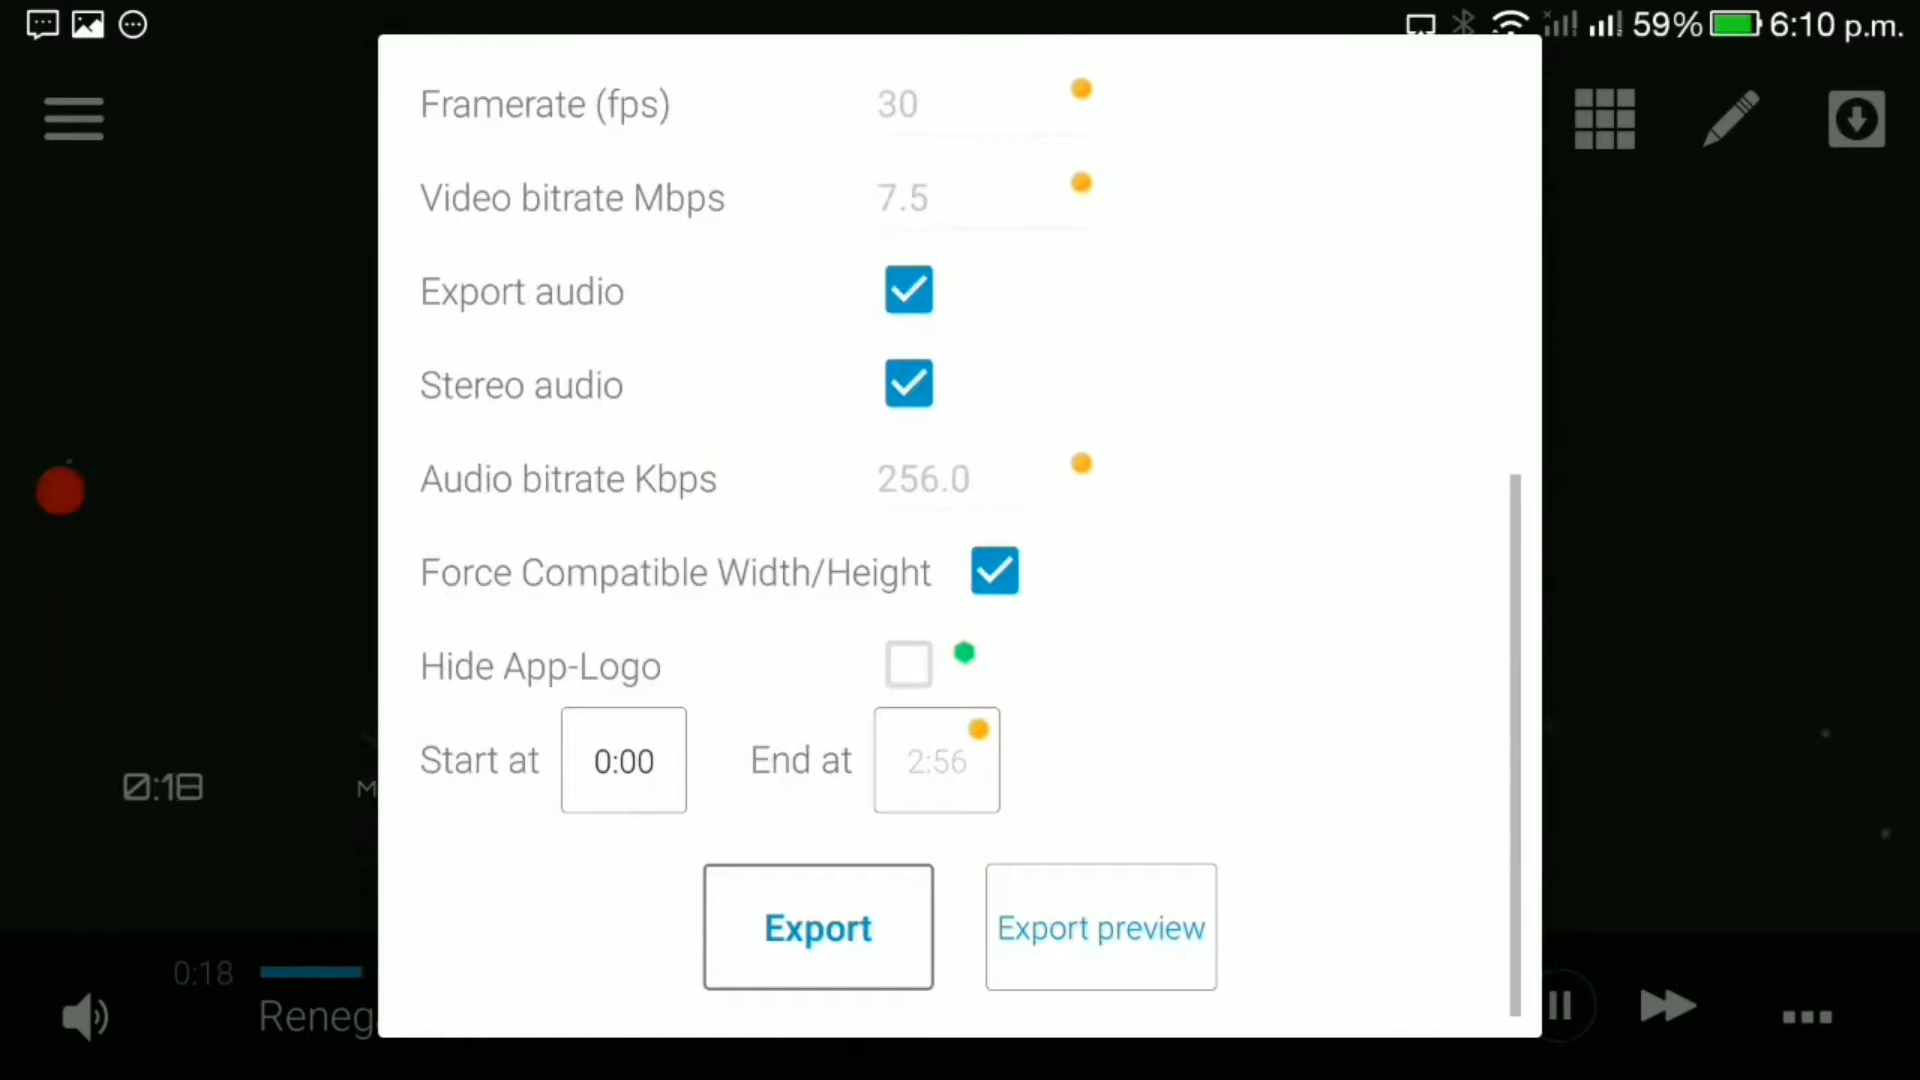 59% 6:10 p.m.
Framerate (fps) 30
Video bitrate Mbps 7.5
Export audio
Stereo audio
Audio bitrate Kbps 256.0
Force Compatible Width/Height
Hide App-Logo
Start at 0:00 End at 2:56
0:18 M
Export Export preview
0:18
Reneg